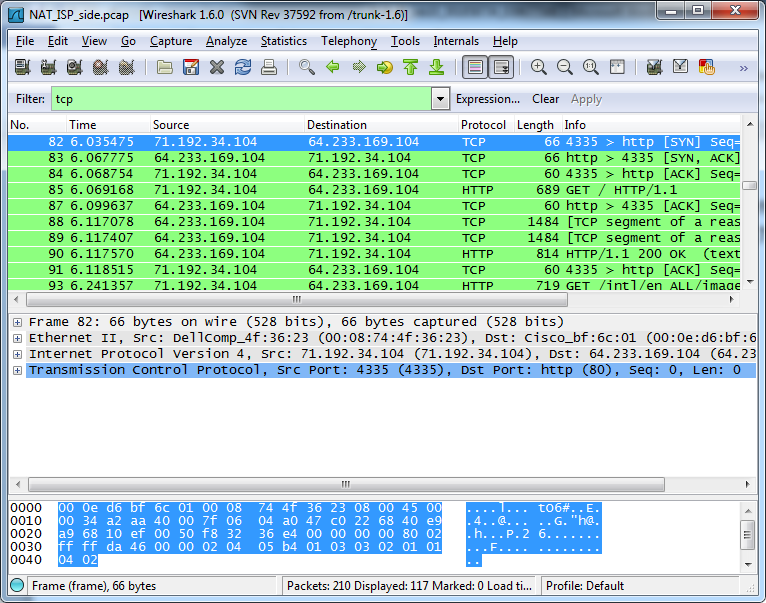 NAT_ISP_side.pcap [Wireshark 1.6.0 (SVN Rev 37592 from /trunk-1.6)]
File Edit View Go Capture Analyze Statistics Telephony Tools Internals Help
Filter: tcp Expression... Clear Apply
No. Time Source Destination Protocol Length Info
82 6.035475 71.192.34.104 64.233.169.104 TCP 66 4335 > http [SYN] Seq=
83 6.067775 64.233.169.104 71.192.34.104 TCP 66 http > 4335 [SYN, ACK]
84 6.068754 71.192.34.104 64.233.169.104 TCP 60 4335 > http [ACK] Seq=
85 6.069168 71.192.34.104 64.233.169.104 HTTP 689 GET / HTTP/1.1
87 6.099637 64.233.169.104 71.192.34.104 TCP 60 http > 4335 [ACK] Seq=
88 6.117078 64.233.169.104 71.192.34.104 TCP 1484 [TCP segment of a reas
89 6.117407 64.233.169.104 71.192.34.104 TCP 1484 [TCP segment of a reas
90 6.117570 64.233.169.104 71.192.34.104 HTTP 814 HTTP/1.1 200 OK (text
91 6.118515 71.192.34.104 64.233.169.104 TCP 60 4335 > http [ACK] Seq=
93 6.241357 71.192.34.104 64.233.169.104 HTTP 719 GET /intl/en ALL/image
Frame 82: 66 bytes on wire (528 bits), 66 bytes captured (528 bits)
Ethernet II, Src: DellComp_4f:36:23 (00:08:74:4f:36:23), Dst: Cisco_bf:6c:01 (00:0e:d6:bf:6
Internet Protocol Version 4, Src: 71.192.34.104 (71.192.34.104), Dst: 64.233.169.104 (64.23
Transmission Control Protocol, Src Port: 4335 (4335), Dst Port: http (80), Seq: 0, Len: 0
0000 00 0e d6 bf 6c 01 00 08 74 4f 36 23 08 00 45 00 ....l... tO6#..E.
0010 00 34 a2 aa 40 00 7f 06 04 a0 47 c0 22 68 40 e9 .4..@... ..G."h@.
0020 a9 68 10 ef 00 50 f8 32 36 e4 00 00 00 00 80 02 .h...P.2 6.......
0030 ff ff da 46 00 00 02 04 05 b4 01 03 03 02 01 01 ...F.... ........
0040 04 02 ..
Frame (frame), 66 bytes Packets: 210 Displayed: 117 Marked: 0 Load ti... Profile: Default